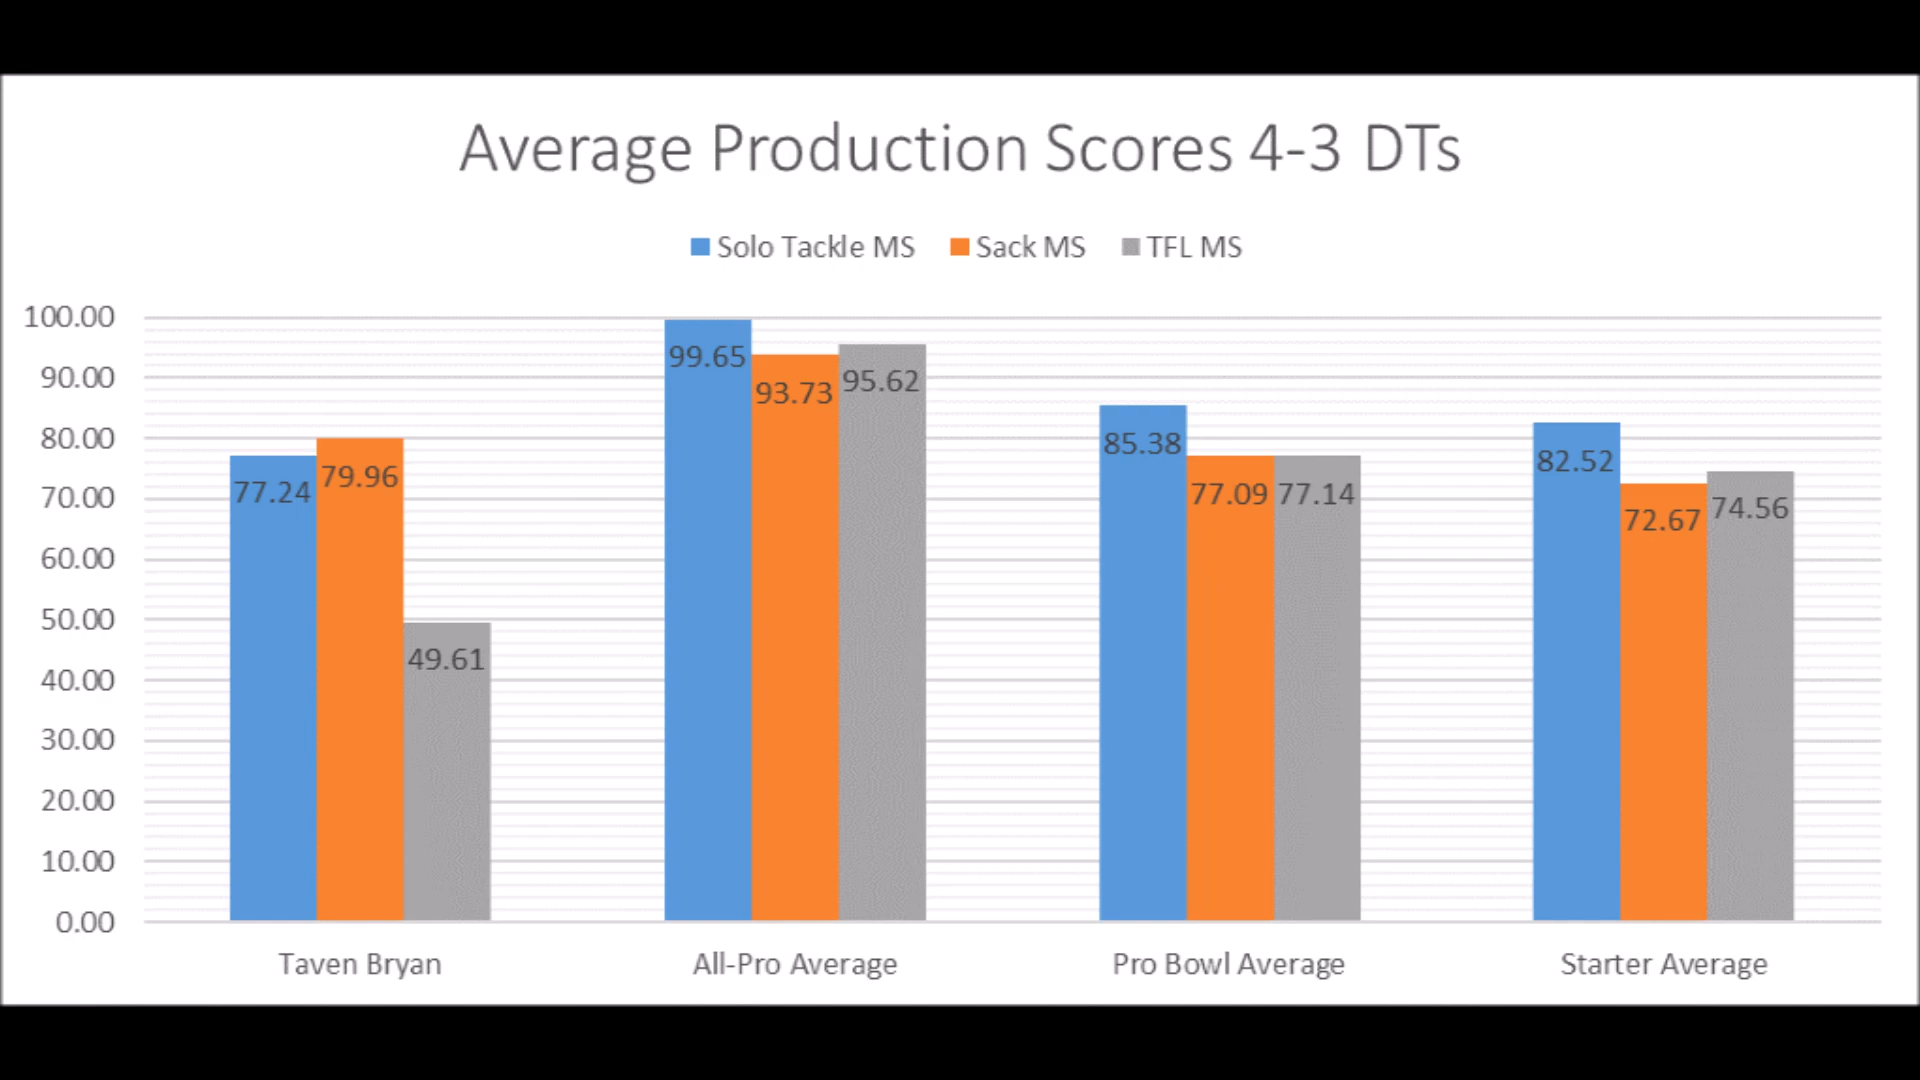 Average Production Scores 4-3 DTs
Solo Tackle MS Sack MS TFL MS
100.00
90.00
80.00
70.00
60.00
50.00
40.00
30.00
20.00
10.00
0.00
77.24 79.96 49.61
99.65 93.73 95.62
85.38 77.09 77.14
82.52 72.67 74.56
Taven Bryan All-Pro Average Pro Bowl Average Starter Average